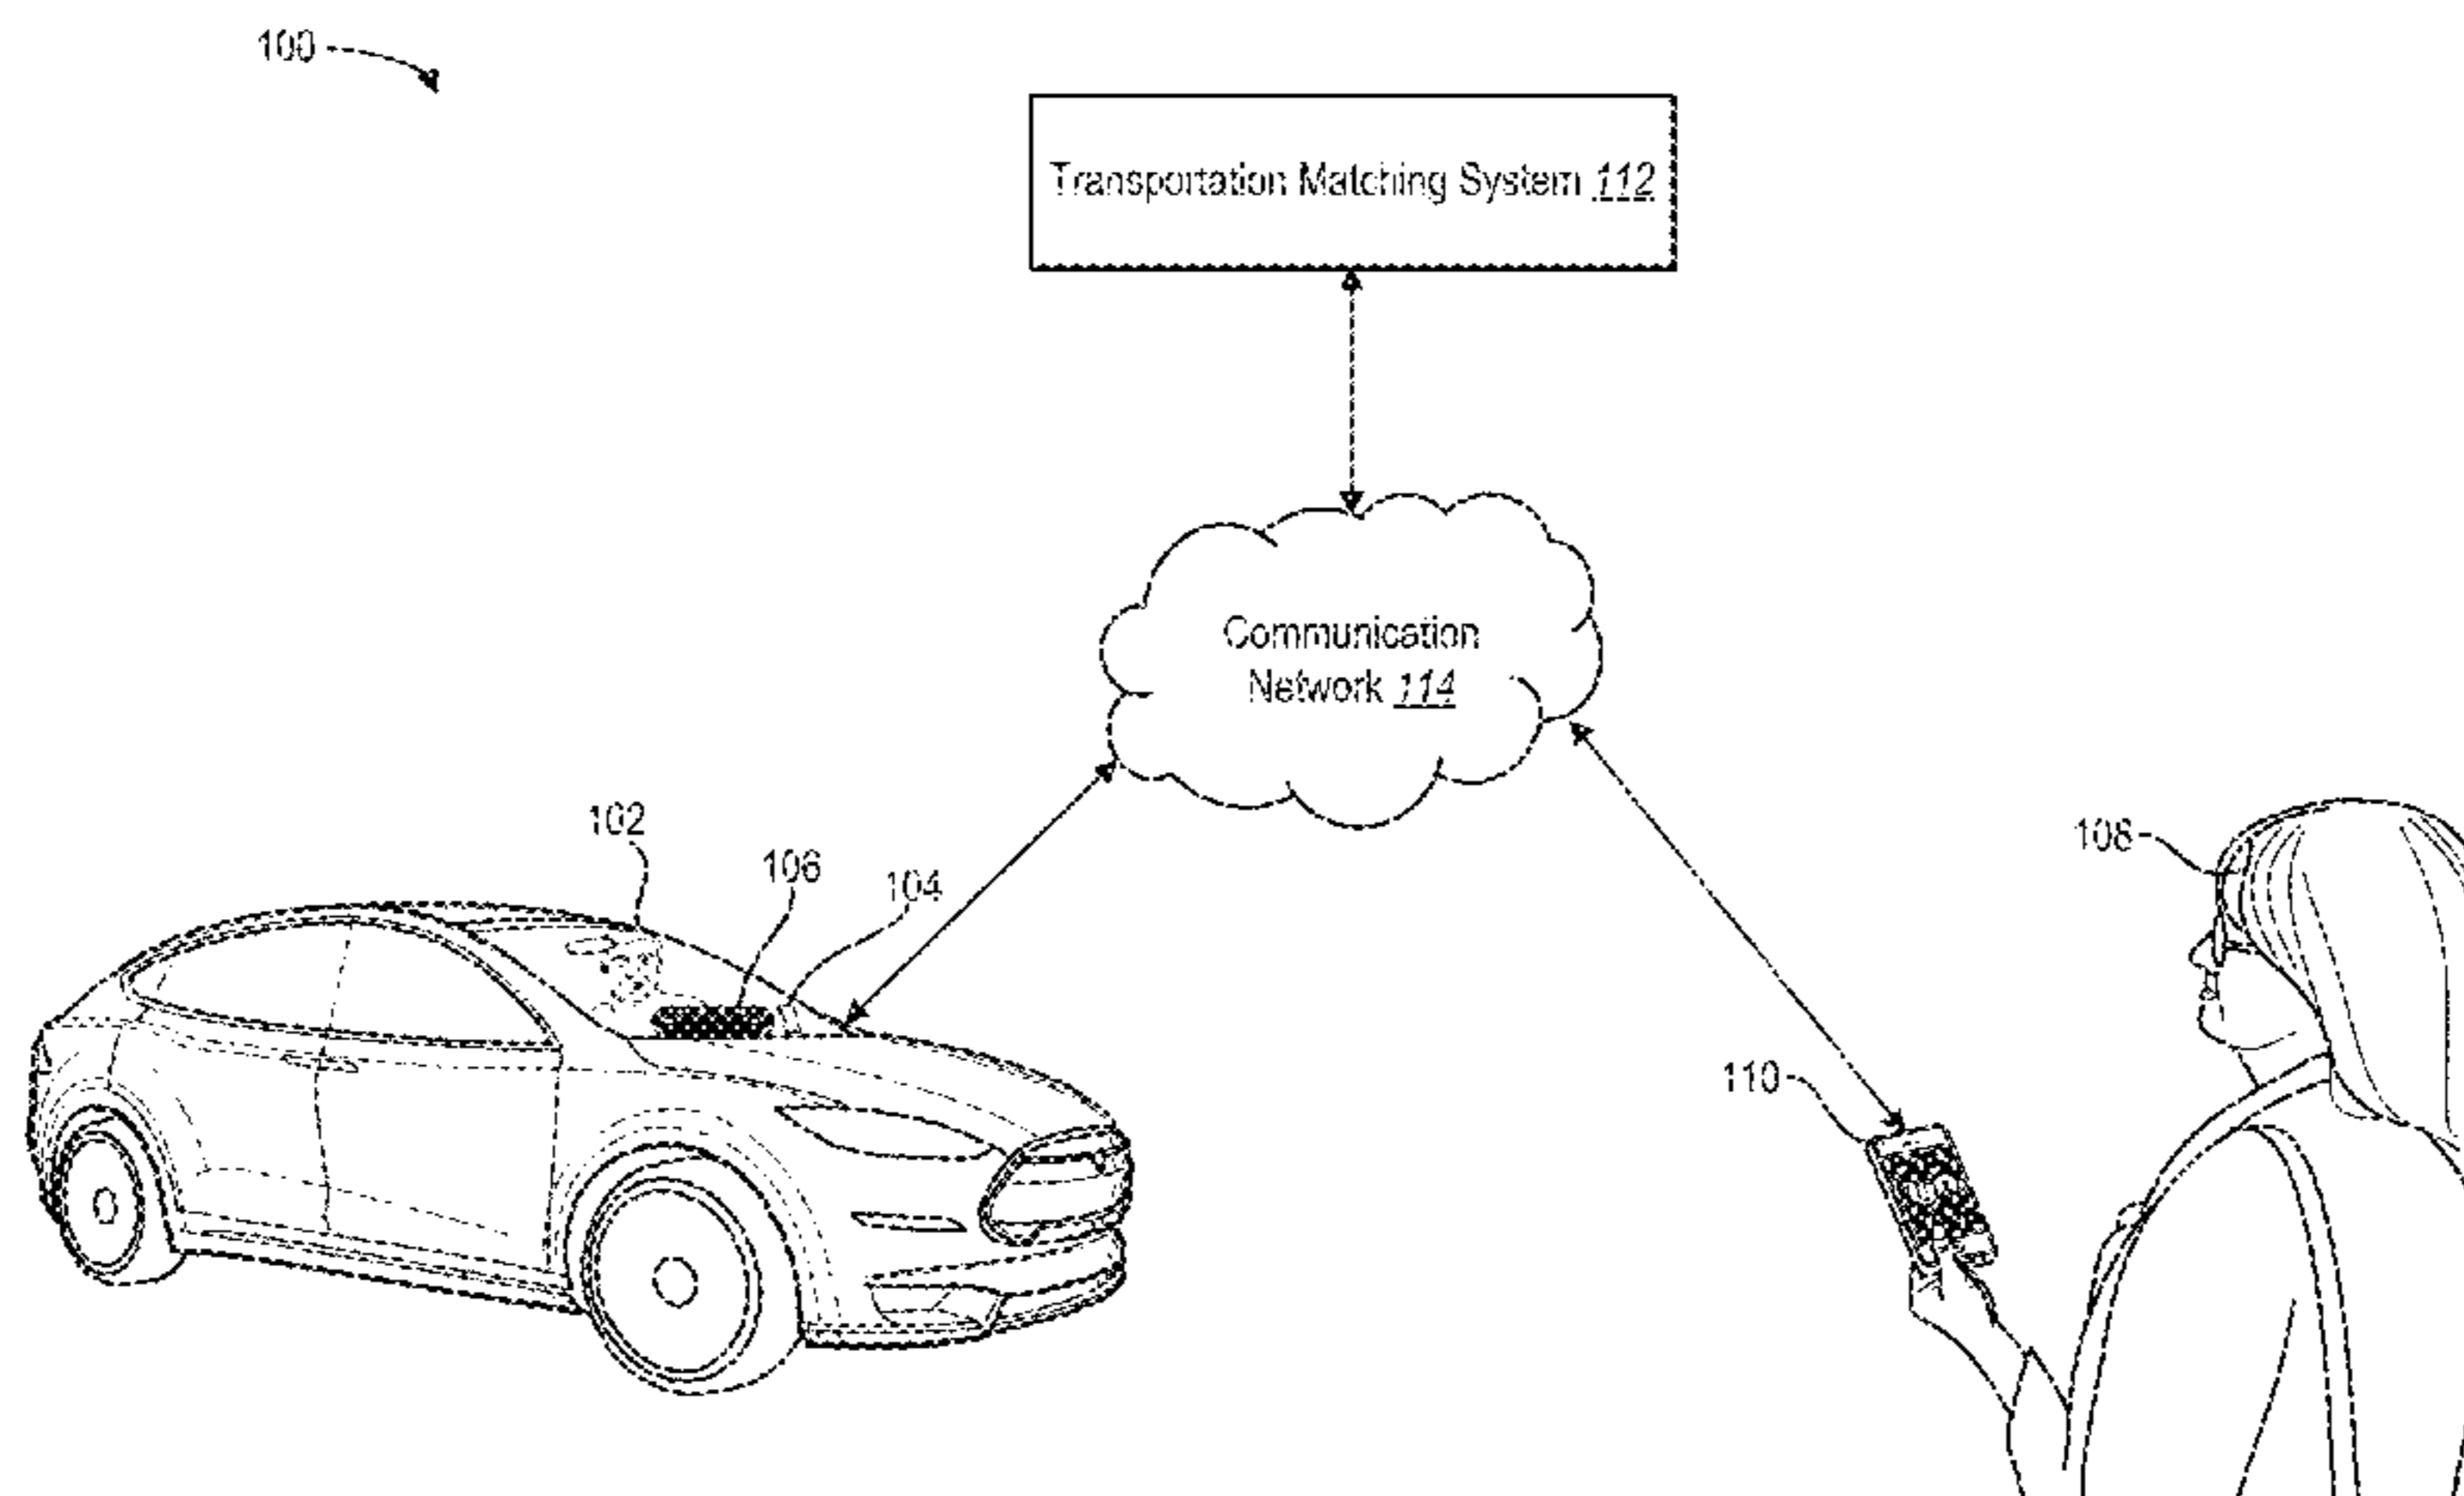 100
Transportation Matching System 112
Communication
Network 114
102
106
104
108
110